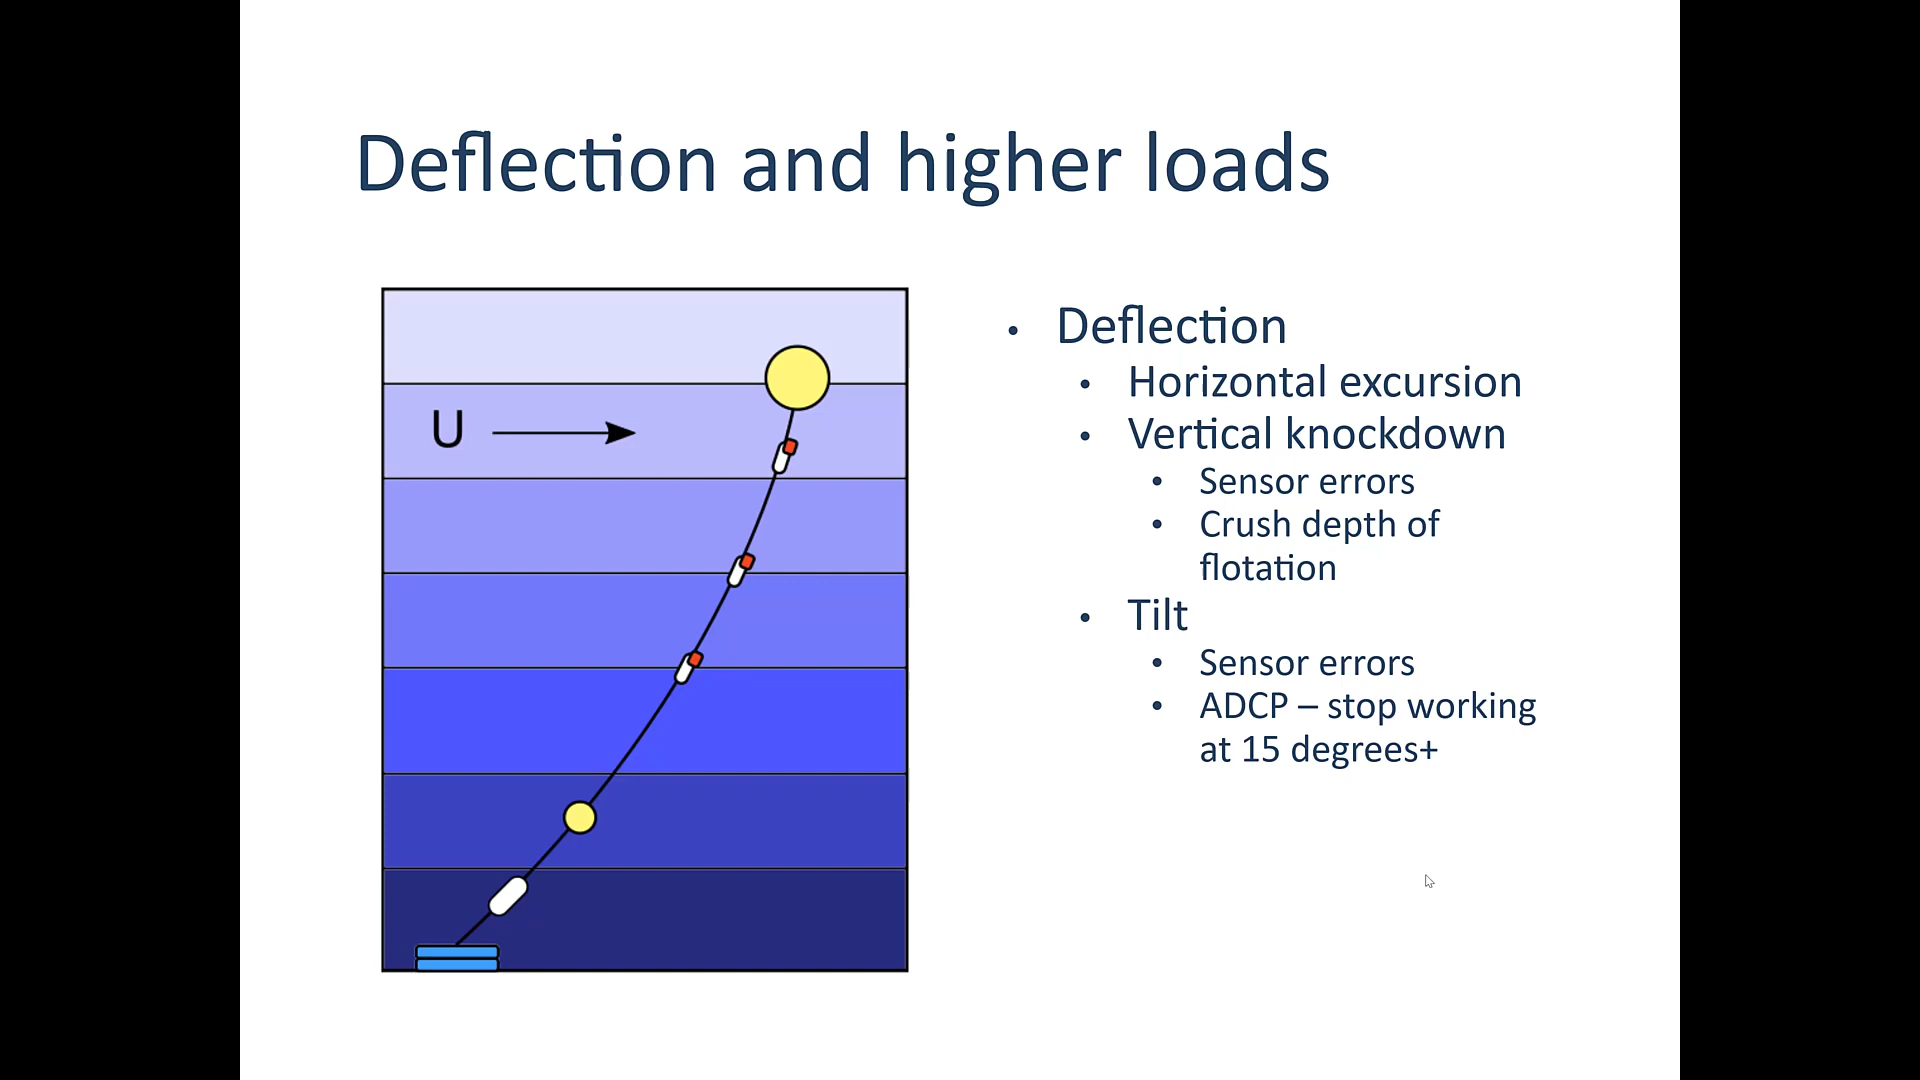 Deflection and higher loads
U
• Deflection
• Horizontal excursion
• Vertical knockdown
• Sensor errors
• Crush depth of
flotation
• Tilt
• Sensor errors
• ADCP – stop working
at 15 degrees+